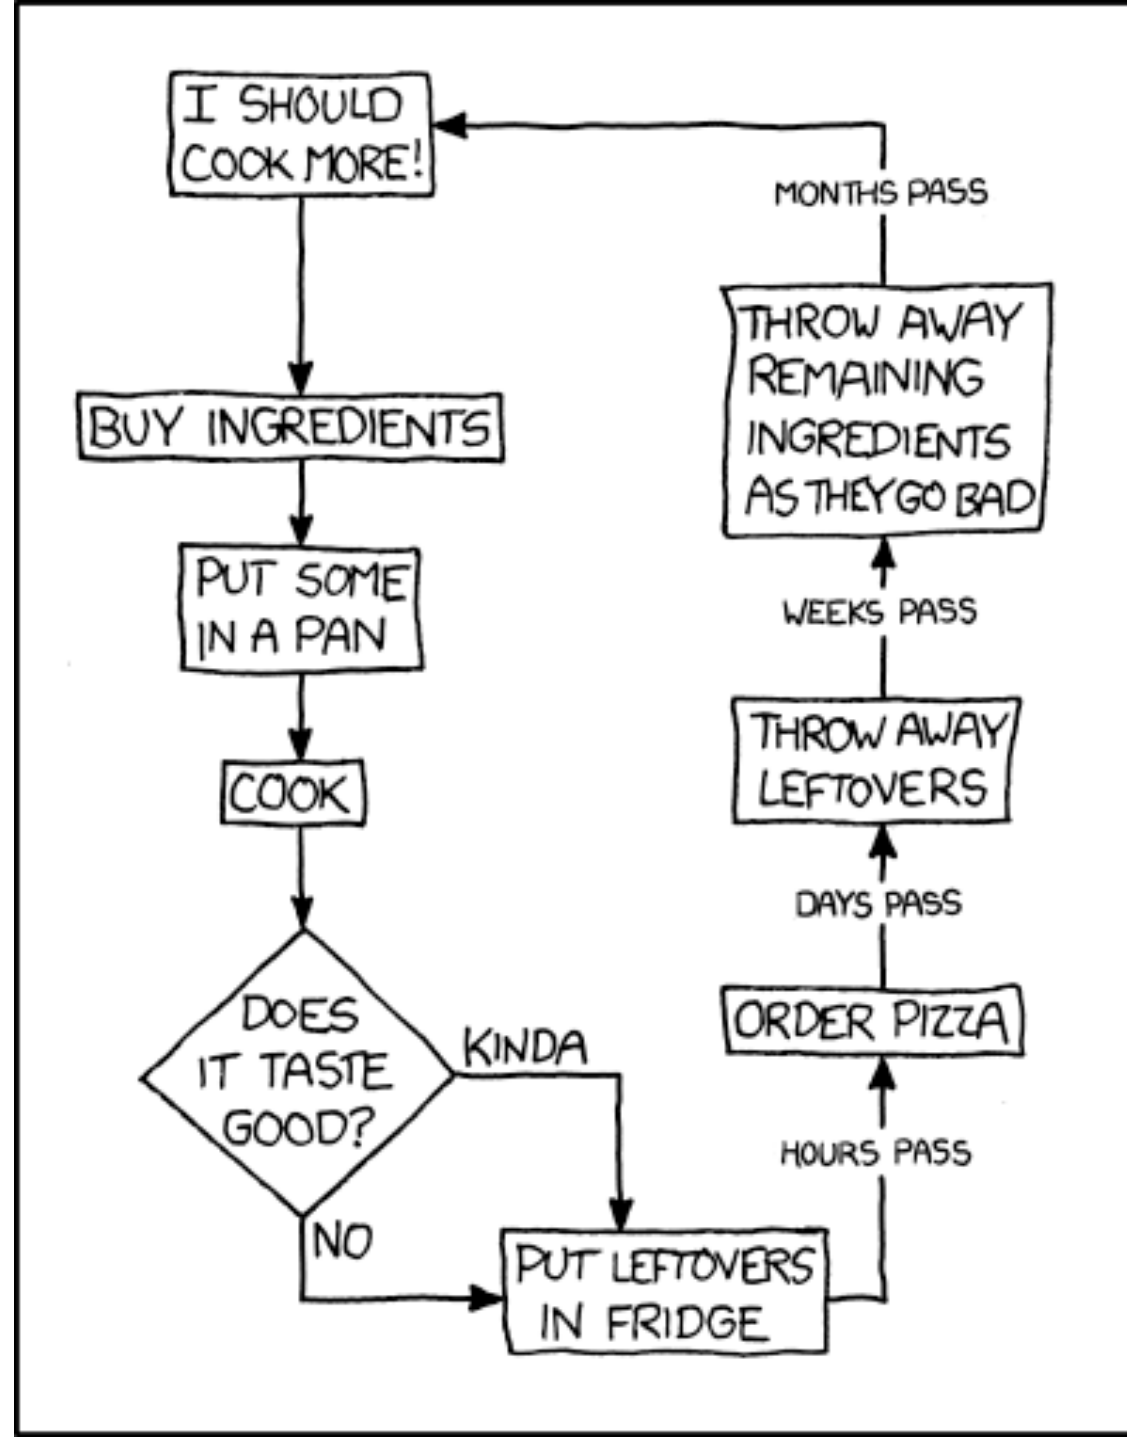 I SHOULD
COOK MORE!
BUY INGREDIENTS
PUT SOME
IN A PAN
COOK
DOES
IT TASTE
GOOD?
KINDA
NO
PUT LEFTOVERS
IN FRIDGE
HOURS PASS
ORDER PIZZA
DAYS PASS
THROW AWAY
LEFTOVERS
WEEKS PASS
THROW AWAY
REMAINING
INGREDIENTS
AS THEY GO BAD
MONTHS PASS